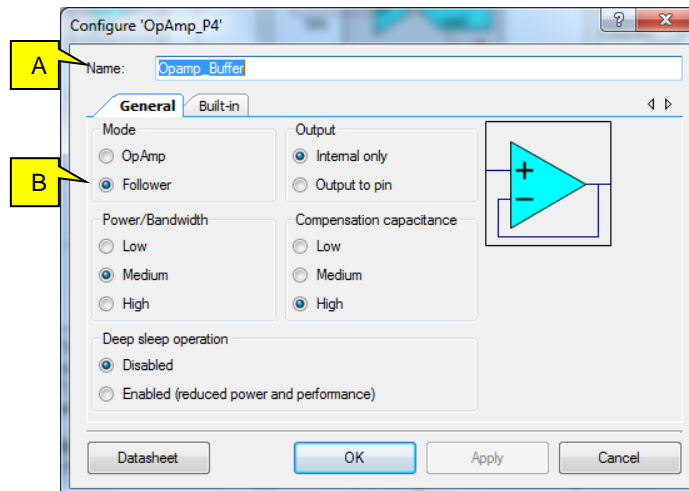 Configure 'OpAmp_P4'
A
Name: Opamp_Buffer
General Built-in
Mode Output
OpAmp Internal only
B
Follower Output to pin
+
−
Power/Bandwidth Compensation capacitance
Low Low
Medium Medium
High High
Deep sleep operation
Disabled
Enabled (reduced power and performance)
Datasheet OK Apply Cancel